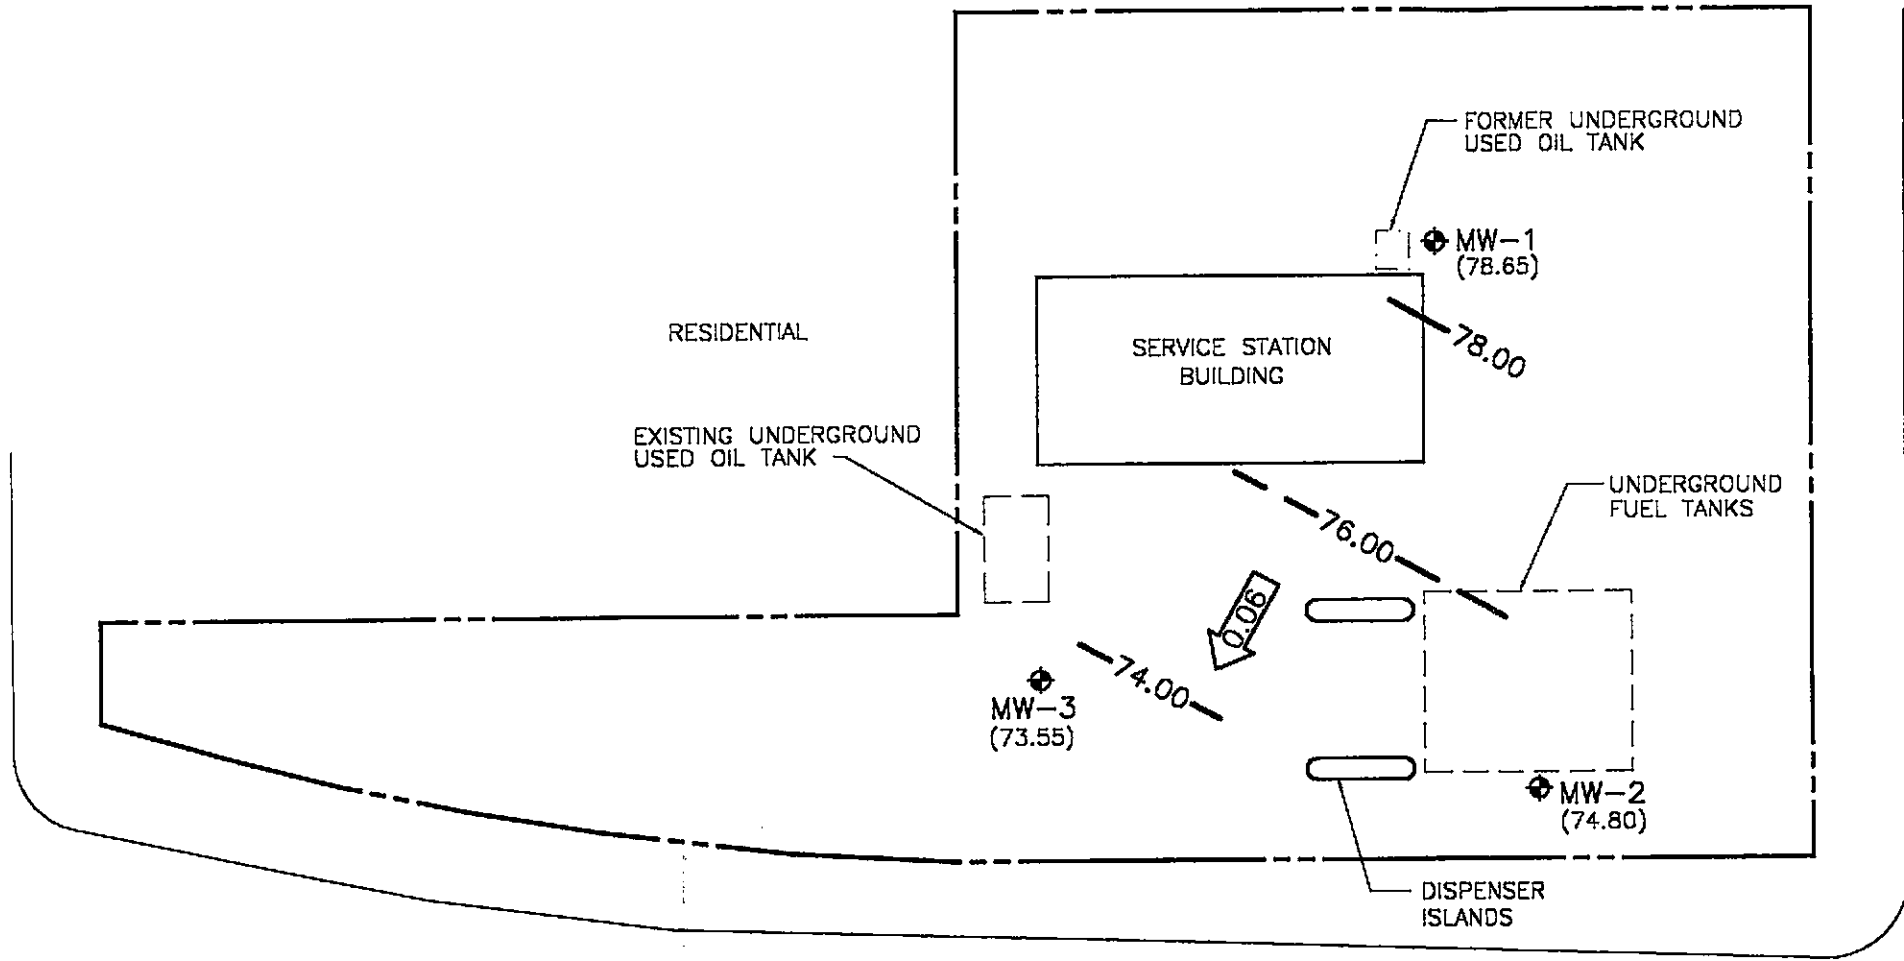 FORMER UNDERGROUND
USED OIL TANK
MW-1
(78.65)
RESIDENTIAL
SERVICE STATION
BUILDING
78.00
EXISTING UNDERGROUND
USED OIL TANK
UNDERGROUND
FUEL TANKS
76.00
0.06
74.00
MW-3
(73.55)
MW-2
(74.80)
DISPENSER
ISLANDS